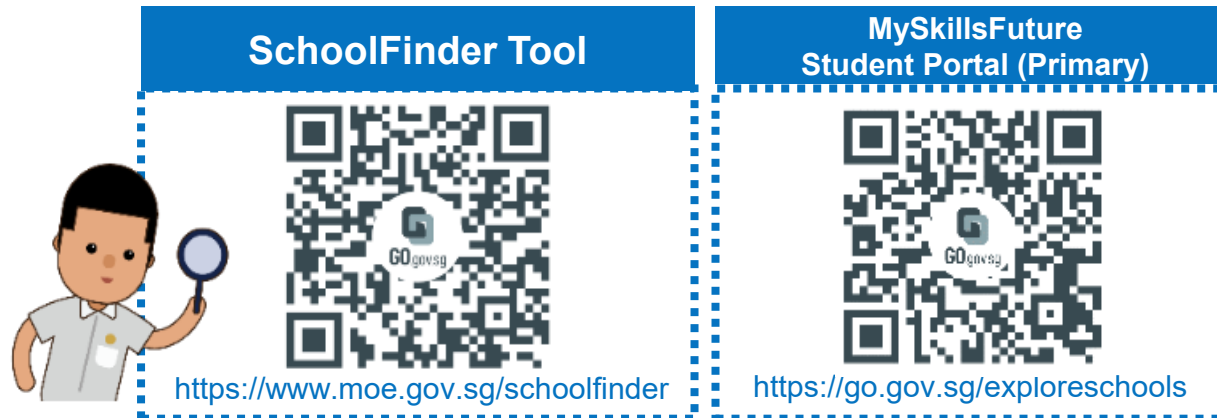 SchoolFinder Tool
GOgovsg
https://www.moe.gov.sg/schoolfinder
MySkillsFuture
Student Portal (Primary)
GOgovsg
https://go.gov.sg/exploreschools